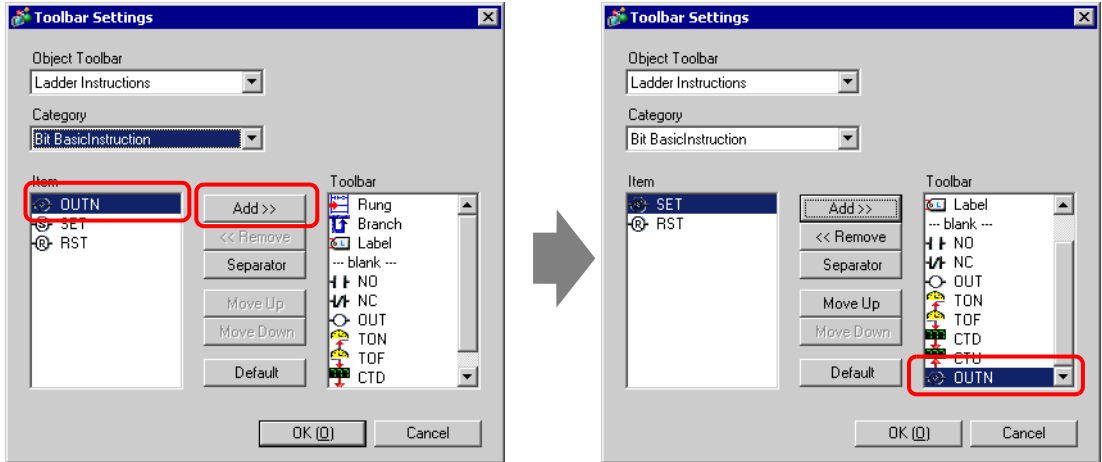 Toolbar Settings
Object Toolbar
Ladder Instructions
Category
Bit BasicInstruction
Item
OUTN
SET
RST
Add >>
<< Remove
Separator
Move Up
Move Down
Default
Toolbar
Rung
Branch
Label
--- blank ---
NO
NC
OUT
TON
TOF
CTD
OK (O)
Cancel
Toolbar Settings
Object Toolbar
Ladder Instructions
Category
Bit BasicInstruction
Item
SET
RST
Add >>
<< Remove
Separator
Move Up
Move Down
Default
Toolbar
Label
--- blank ---
NO
NC
OUT
TON
TOF
CTD
CTU
OUTN
OK (O)
Cancel